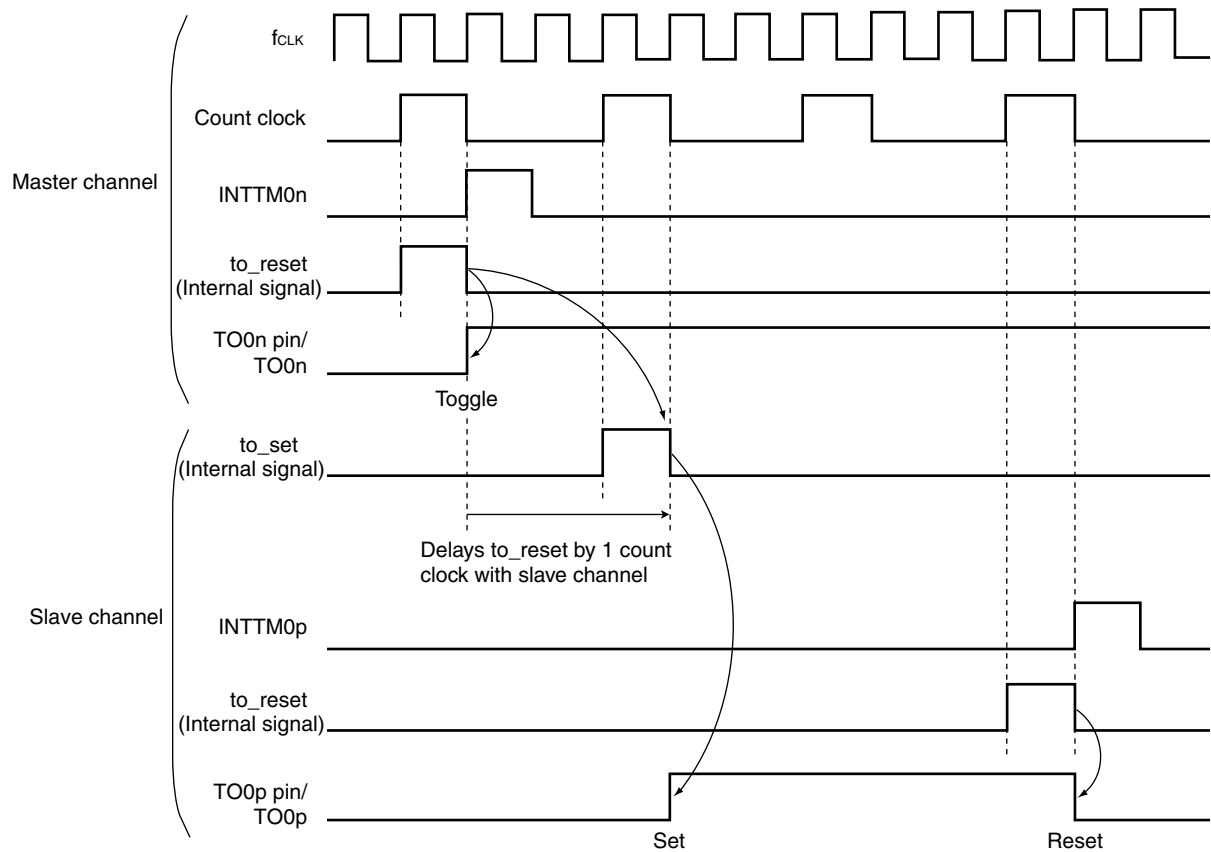 fCLK
Count clock
Master channel
INTTM0n
to_reset
(Internal signal)
TO0n pin/
TO0n
Toggle
to_set
(Internal signal)
Delays to_reset by 1 count
clock with slave channel
Slave channel
INTTM0p
to_reset
(Internal signal)
TO0p pin/
TO0p
Set
Reset